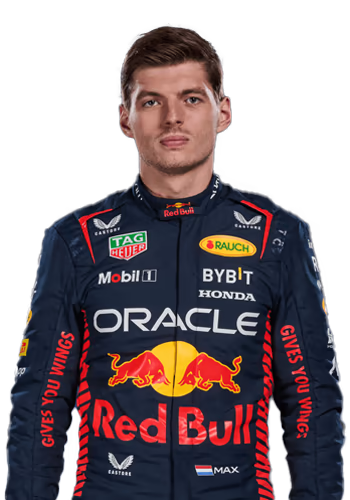 Red Bull
CASTORE
CASTORE
TAG
HEUER
RAUCH
Mobil 1
BYBIT
HONDA
ORACLE
GIVES YOU WINGS
GIVES YOU WINGS
Red Bull
CASTORE
MAX